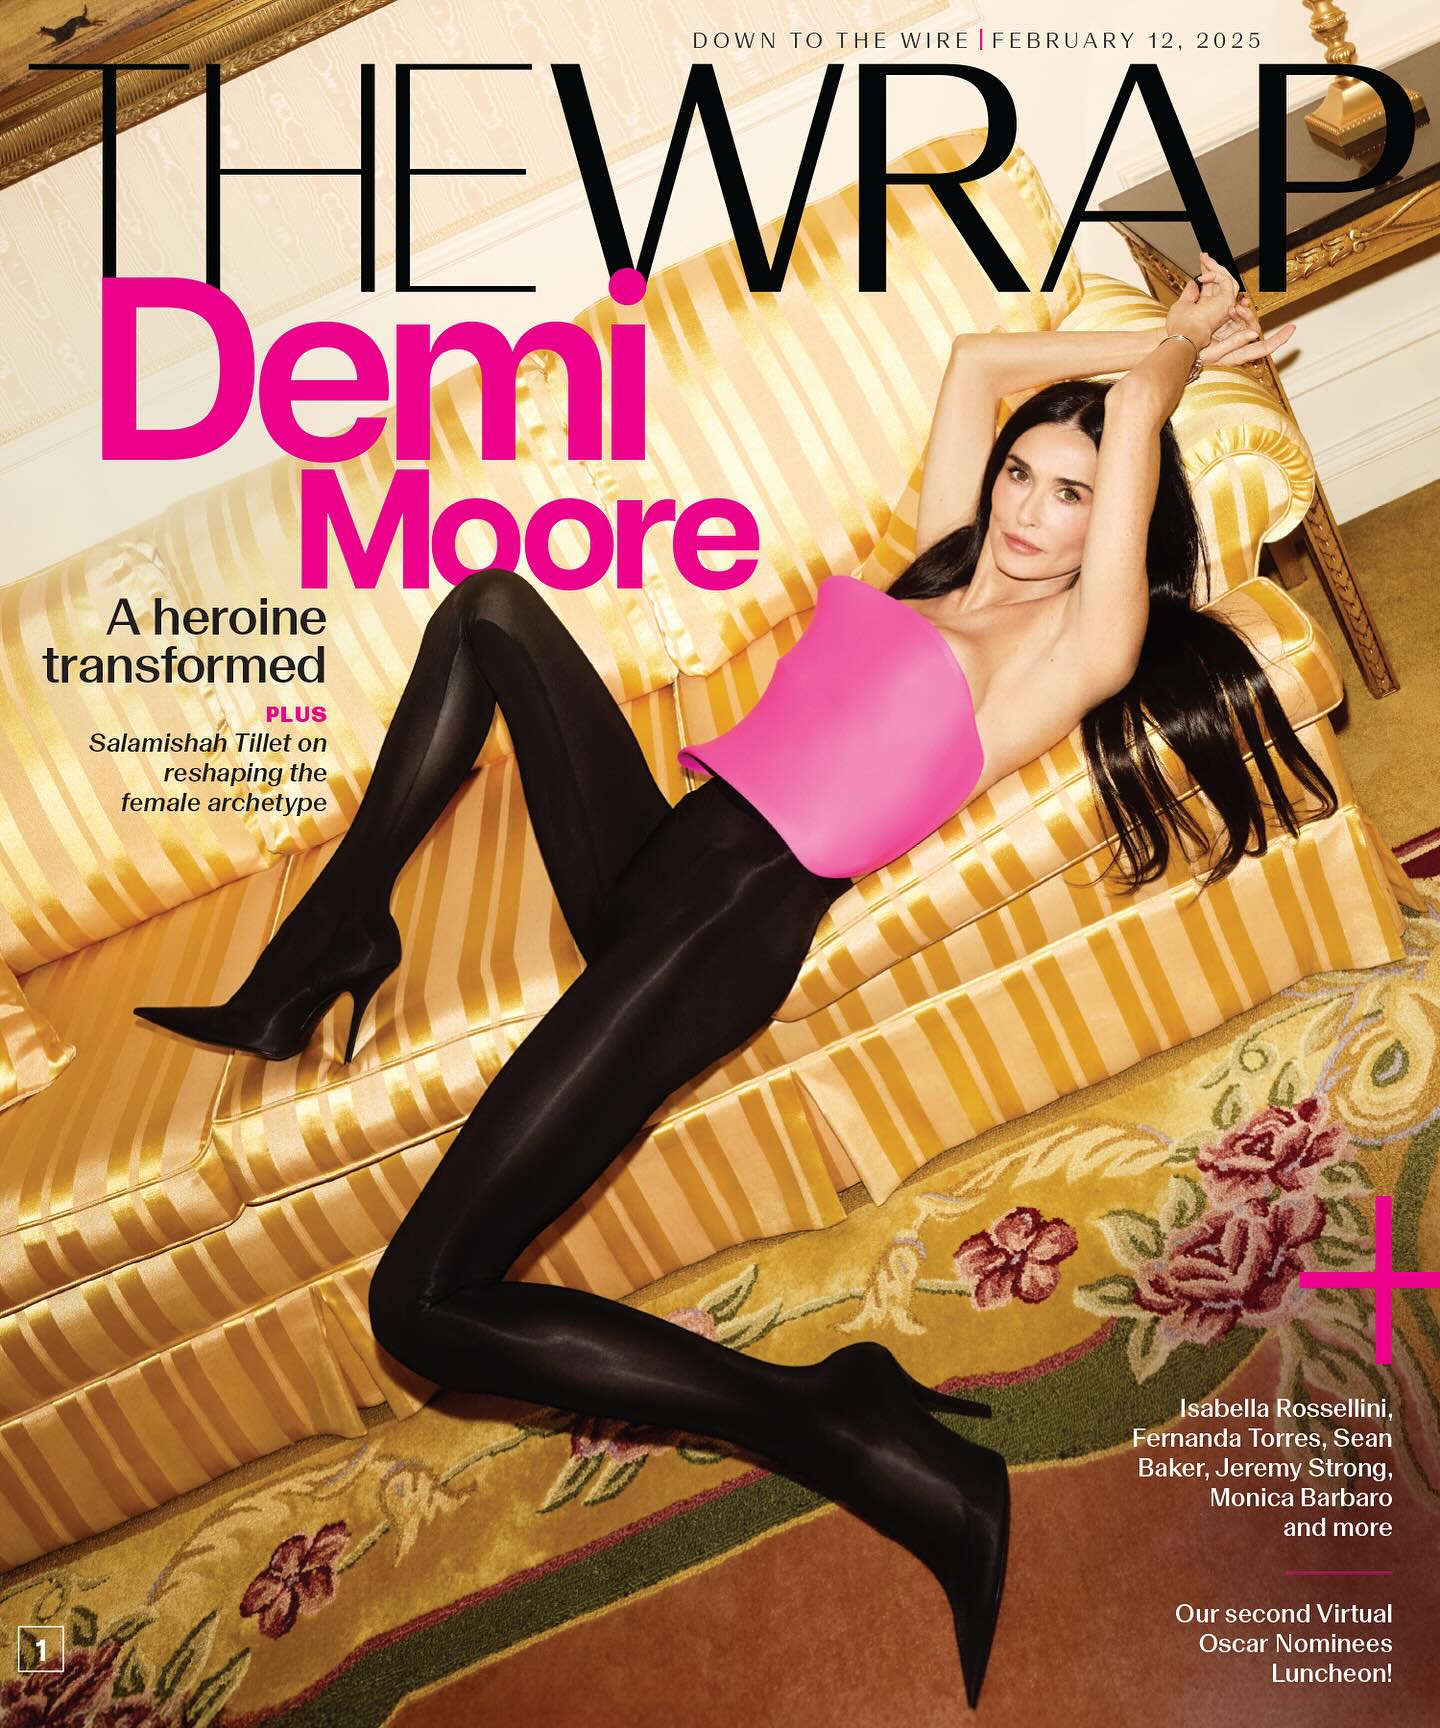 DOWN TO THE WIRE | FEBRUARY 12, 2025
THE WRAP
Demi
Moore
A heroine
transformed
PLUS
Salamishah Tillet on
reshaping the
female archetype
+
Isabella Rossellini,
Fernanda Torres, Sean
Baker, Jeremy Strong,
Monica Barbaro
and more
Our second Virtual
Oscar Nominees
Luncheon!
1